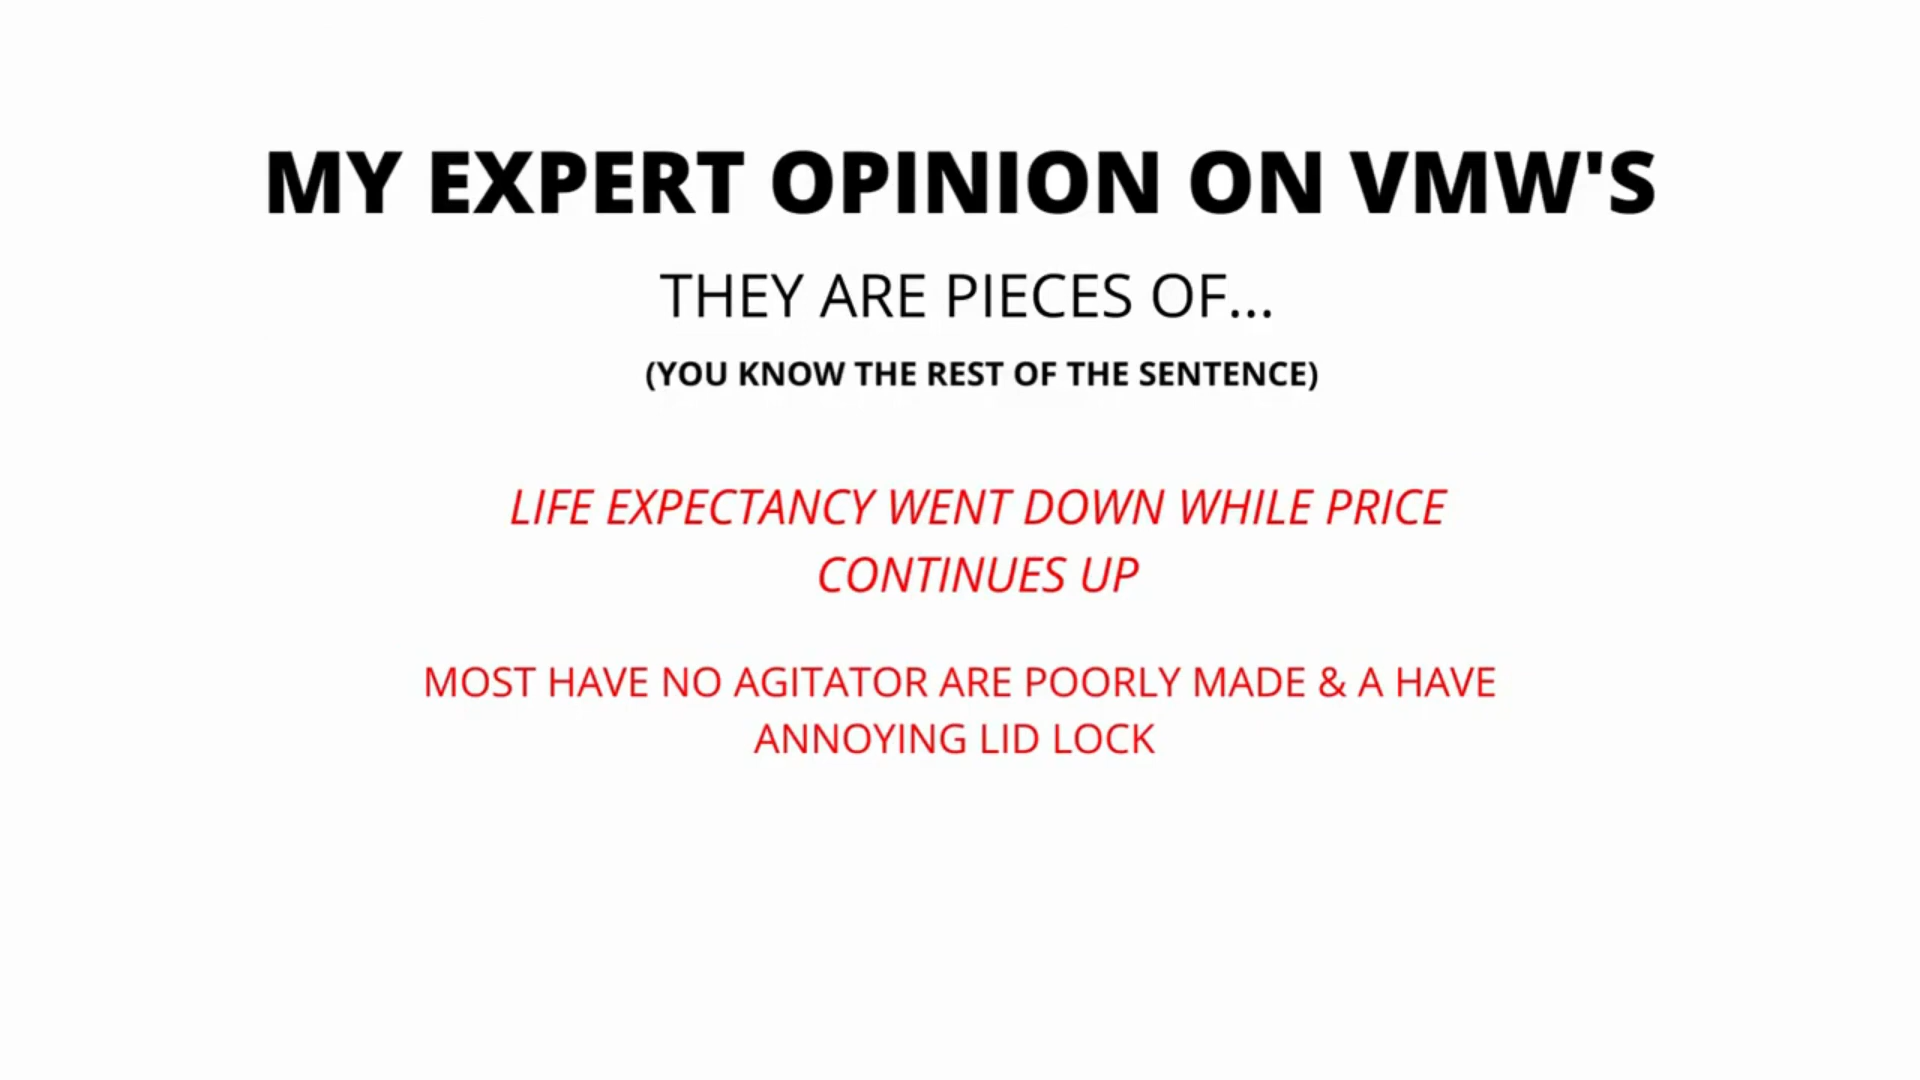 MY EXPERT OPINION ON VMW'S
THEY ARE PIECES OF...
(YOU KNOW THE REST OF THE SENTENCE)
LIFE EXPECTANCY WENT DOWN WHILE PRICE
CONTINUES UP
MOST HAVE NO AGITATOR ARE POORLY MADE & A HAVE
ANNOYING LID LOCK